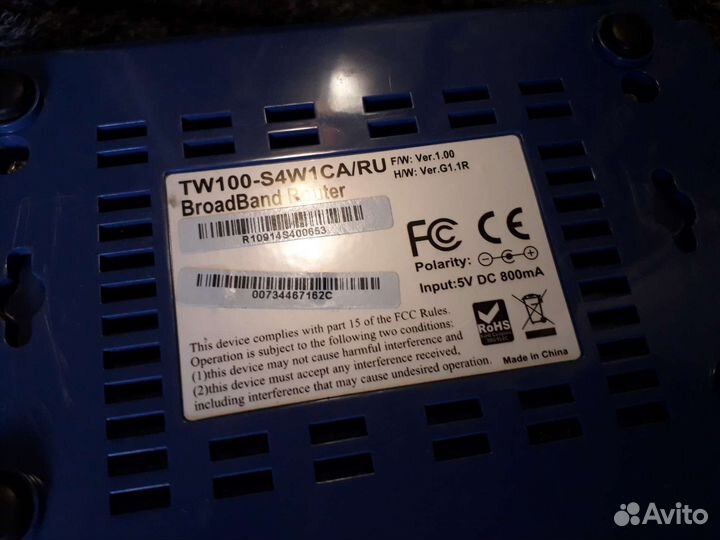 TW100-S4W1CA/RU F/W: Ver.1.00
BroadBand Router H/W: Ver.G1.1R
R10914S400653
00734467162C
FC CE
Polarity:
Input:5V DC 800mA
RoHS
This device complies with part 15 of the FCC Rules.
Operation is subject to the following two conditions:
(1)this device may not cause harmful interference and
(2)this device must accept any interference received,
including interference that may cause undesired operation.
Made in China
Avito